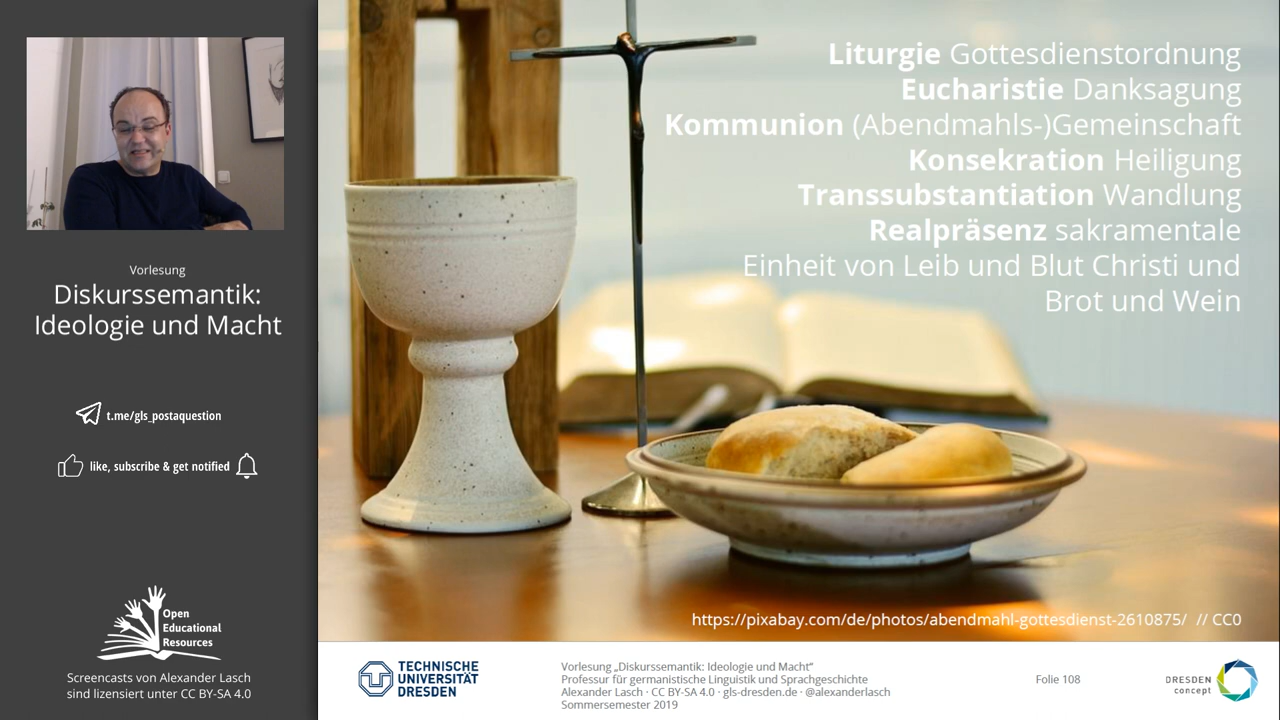 Vorlesung
Diskurssemantik:
Ideologie und Macht
t.me/gls_postaquestion
like, subscribe & get notified
Open
Educational
Resources
Screencasts von Alexander Lasch
sind lizensiert unter CC BY-SA 4.0
Liturgie Gottesdienstordnung
Eucharistie Danksagung
Kommunion (Abendmahls-)Gemeinschaft
Konsekration Heiligung
Transsubstantiation Wandlung
Realpräsenz sakramentale
Einheit von Leib und Blut Christi und
Brot und Wein
https://pixabay.com/de/photos/abendmahl-gottesdienst-2610875/ // CC0
TECHNISCHE
UNIVERSITÄT
DRESDEN
Vorlesung „Diskurssemantik: Ideologie und Macht“
Professur für germanistische Linguistik und Sprachgeschichte
Alexander Lasch · CC BY-SA 4.0 · gls-dresden.de · @alexanderlasch
Sommersemester 2019
Folie 108
DRESDEN
concept